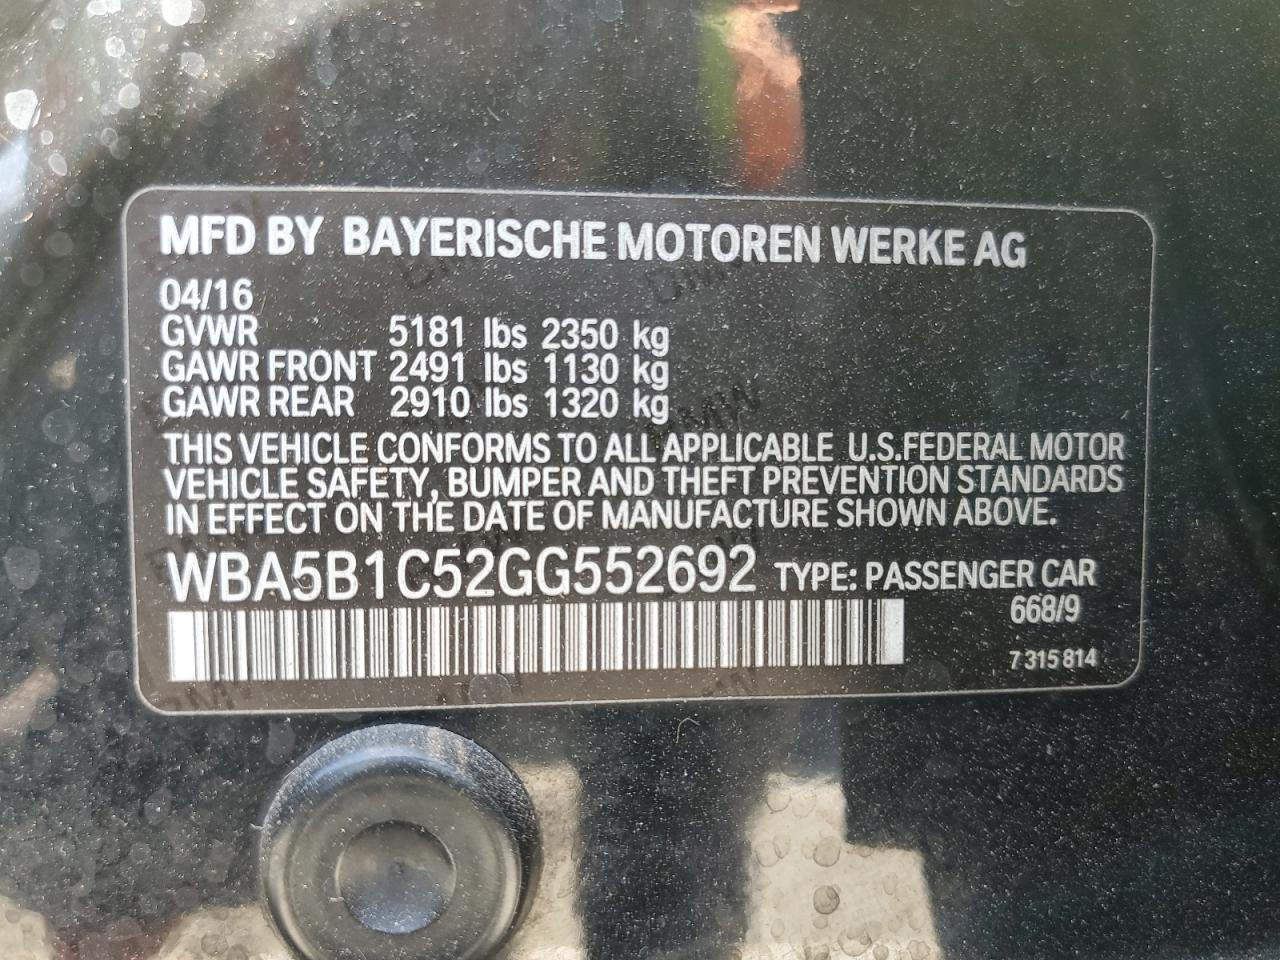 MFD BY BAYERISCHE MOTOREN WERKE AG
04/16
GVWR 5181 lbs 2350 kg
GAWR FRONT 2491 lbs 1130 kg
GAWR REAR 2910 lbs 1320 kg
THIS VEHICLE CONFORMS TO ALL APPLICABLE U.S.FEDERAL MOTOR
VEHICLE SAFETY, BUMPER AND THEFT PREVENTION STANDARDS
IN EFFECT ON THE DATE OF MANUFACTURE SHOWN ABOVE.
WBA5B1C52GG552692 TYPE: PASSENGER CAR
668/9
7 315 814